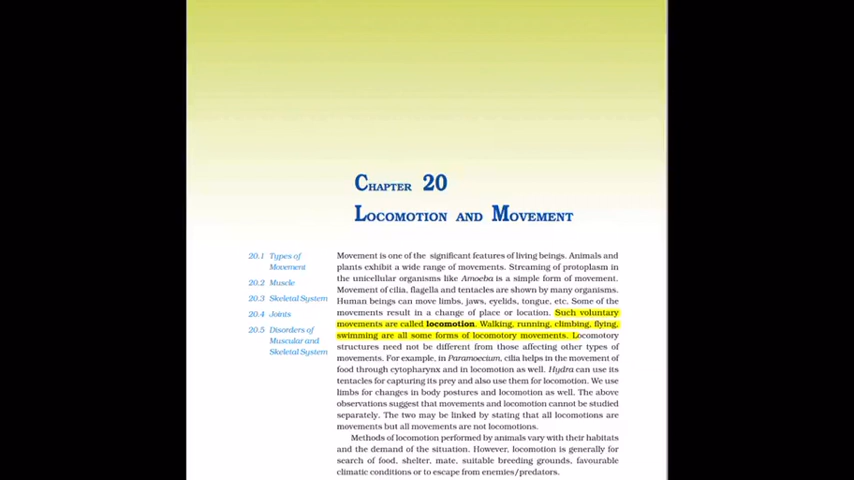 CHAPTER 20
LOCOMOTION AND MOVEMENT
20.1 Types of
Movement
20.2 Muscle
20.3 Skeletal System
20.4 Joints
20.5 Disorders of
Muscular and
Skeletal System
Movement is one of the significant features of living beings. Animals and
plants exhibit a wide range of movements. Streaming of protoplasm in
the unicellular organisms like Amoeba is a simple form of movement.
Movement of cilia, flagella and tentacles are shown by many organisms.
Human beings can move limbs, jaws, eyelids, tongue, etc. Some of the
movements result in a change of place or location. Such voluntary
movements are called locomotion. Walking, running, climbing, flying,
swimming are all some forms of locomotory movements. Locomotory
structures need not be different from those affecting other types of
movements. For example, in Paramoecium, cilia helps in the movement of
food through cytopharynx and in locomotion as well. Hydra can use its
tentacles for capturing its prey and also use them for locomotion. We use
limbs for changes in body postures and locomotion as well. The above
observations suggest that movements and locomotion cannot be studied
separately. The two may be linked by stating that all locomotions are
movements but all movements are not locomotions.
Methods of locomotion performed by animals vary with their habitats
and the demand of the situation. However, locomotion is generally for
search of food, shelter, mate, suitable breeding grounds, favourable
climatic conditions or to escape from enemies/predators.